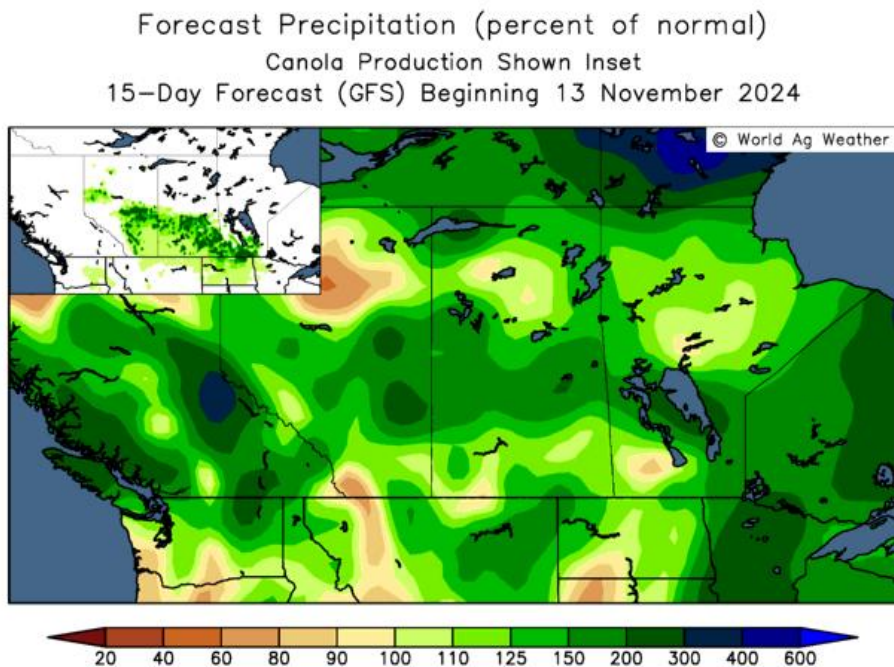 Forecast Precipitation (percent of normal)
Canola Production Shown Inset
15-Day Forecast (GFS) Beginning 13 November 2024
© World Ag Weather
20 40 60 80 90 100 110 125 150 200 300 400 600